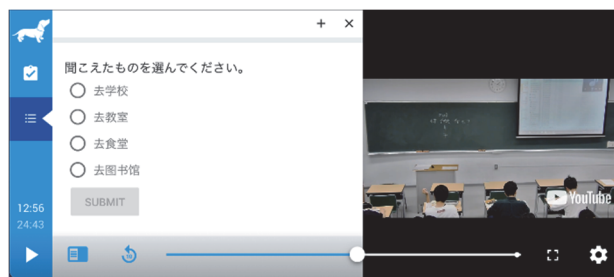 + ×
聞こえたものを選んでください。
去学校
去教室
去食堂
去图书馆
SUBMIT
12:56
24:43
10
YouTube